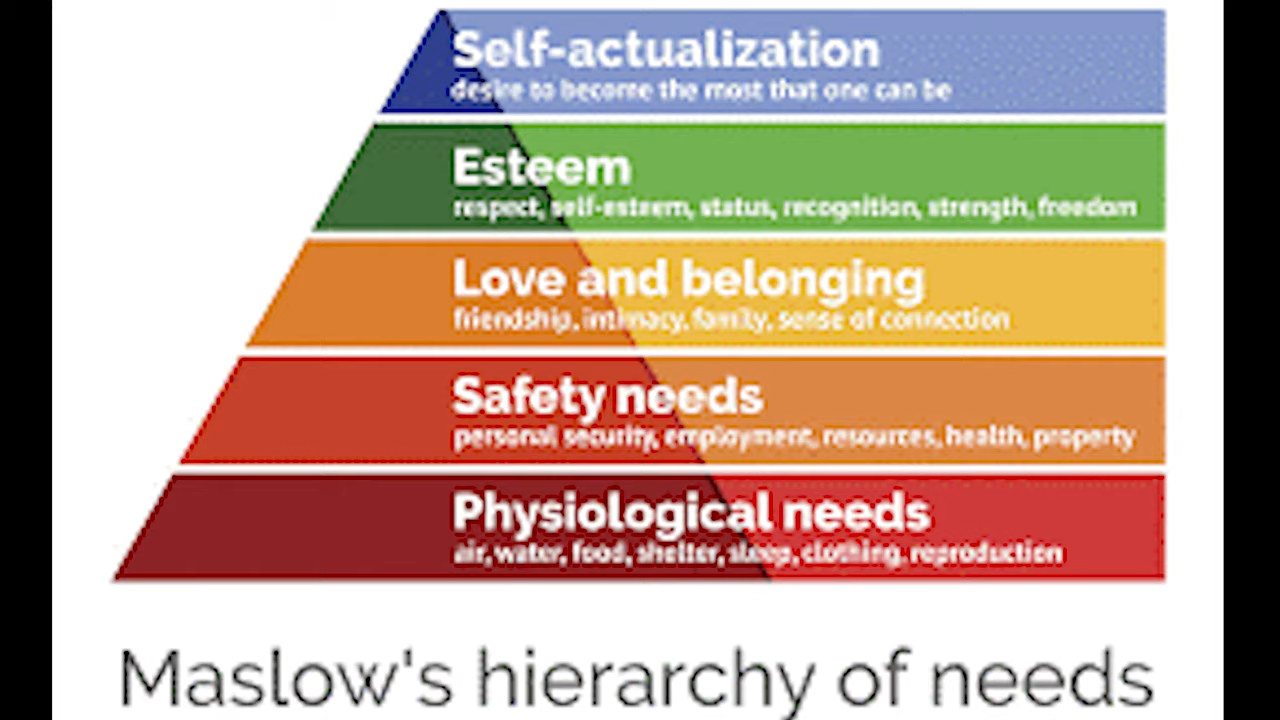 Self-actualization
desire to become the most that one can be
Esteem
respect, self-esteem, status, recognition, strength, freedom
Love and belonging
friendship, intimacy, family, sense of connection
Safety needs
personal security, employment, resources, health, property
Physiological needs
air, water, food, shelter, sleep, clothing, reproduction
Maslow's hierarchy of needs